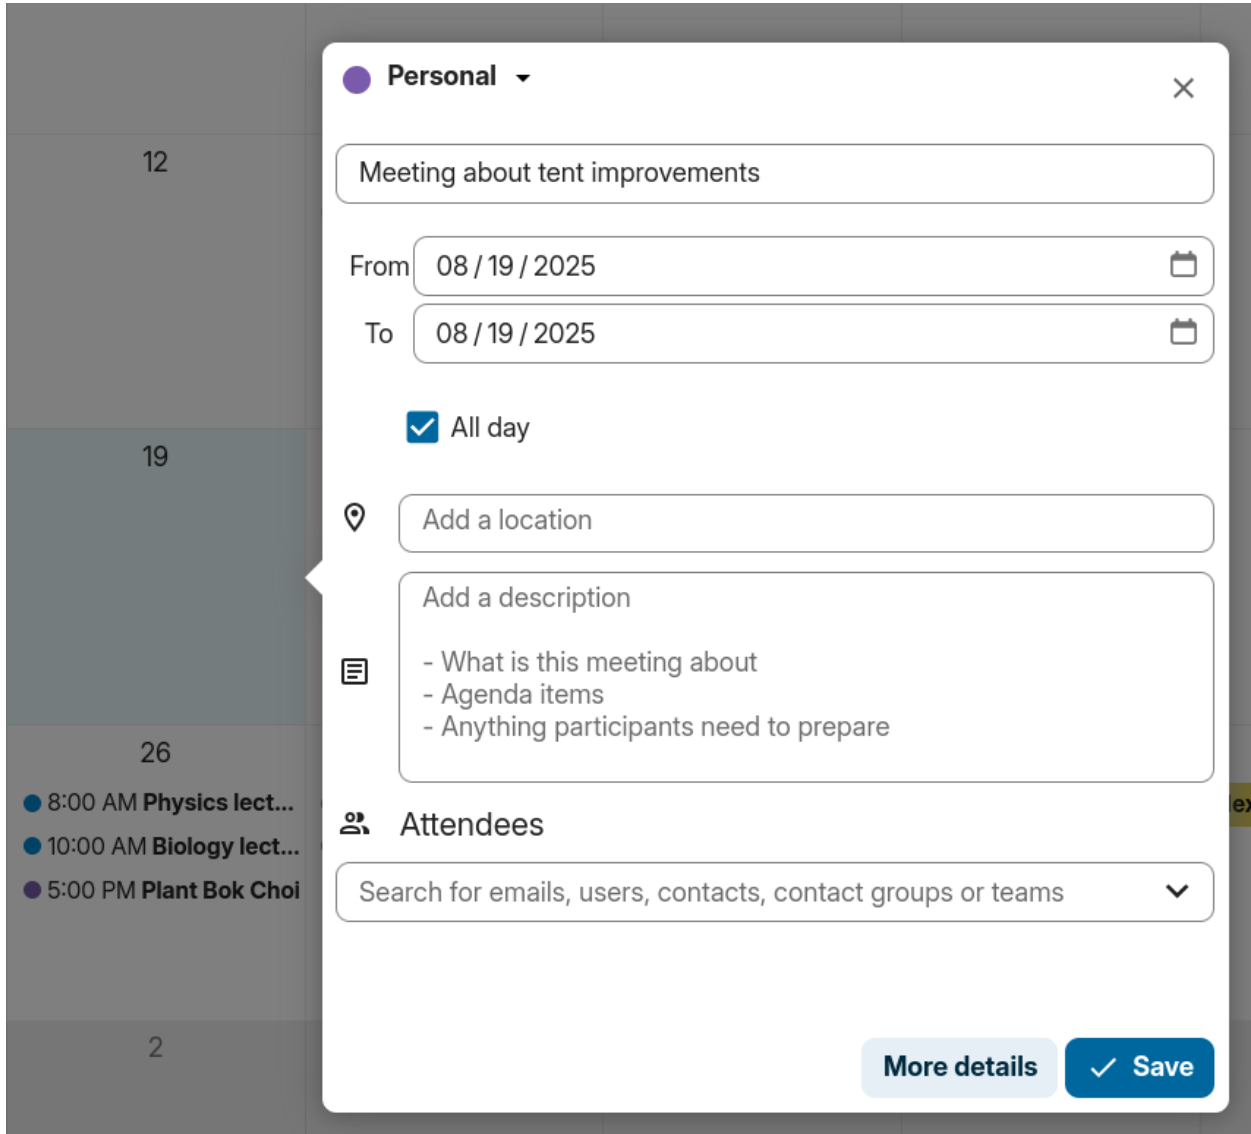 12
19
26
8:00 AM Physics lect...
10:00 AM Biology lect...
5:00 PM Plant Bok Choi
2
Personal
Meeting about tent improvements
From 08 / 19 / 2025
To 08 / 19 / 2025
All day
Add a location
Add a description
- What is this meeting about
- Agenda items
- Anything participants need to prepare
Attendees
Search for emails, users, contacts, contact groups or teams
More details
Save